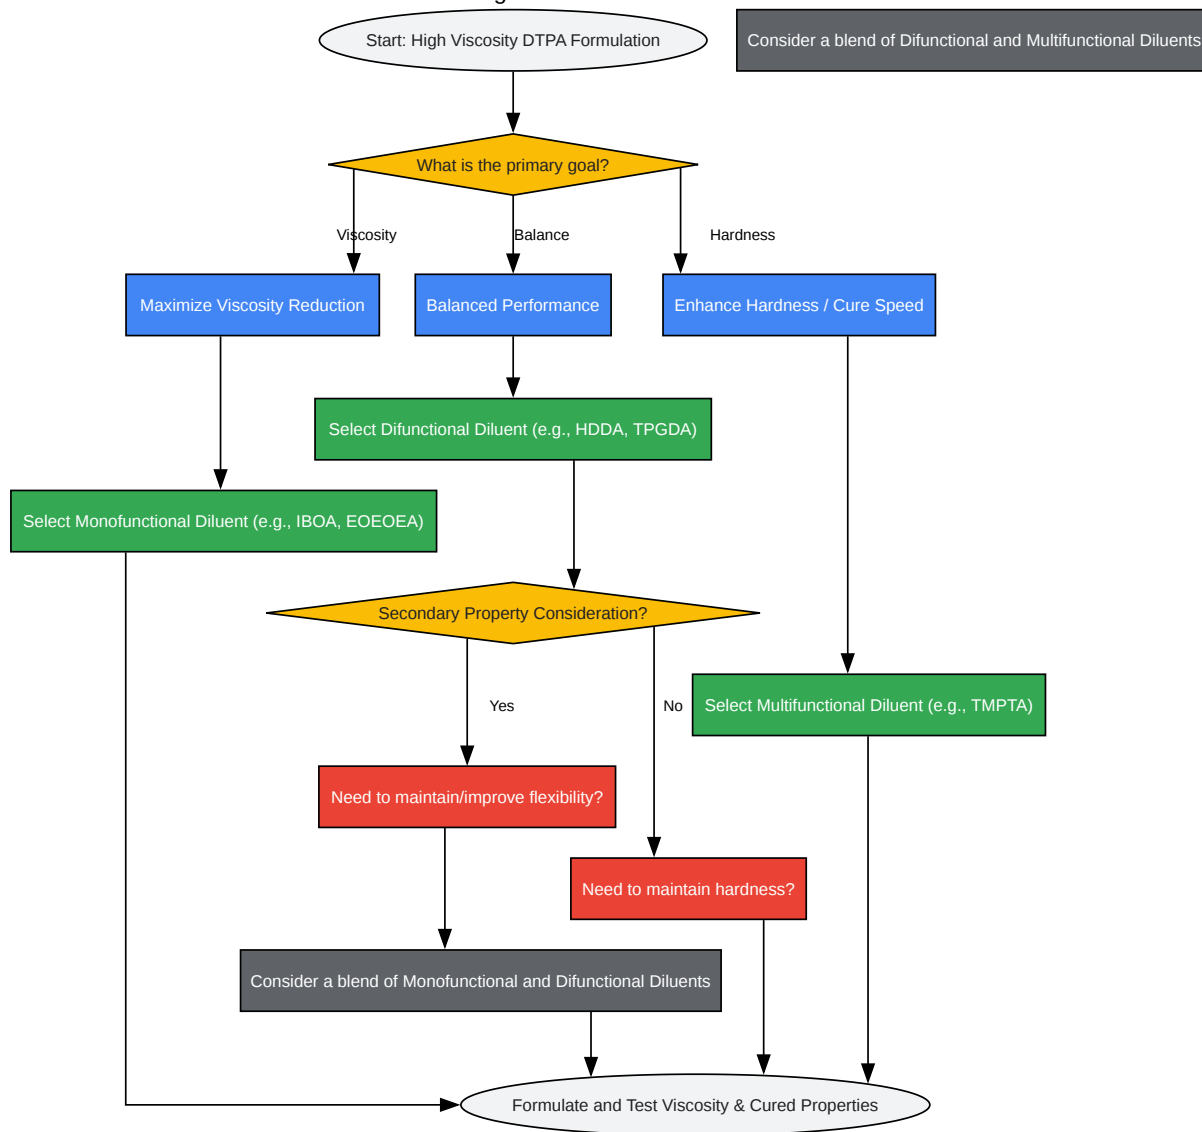 Start: High Viscosity DTPA Formulation
Consider a blend of Difunctional and Multifunctional Diluents
What is the primary goal?
Viscosity
Balance
Hardness
Maximize Viscosity Reduction
Balanced Performance
Enhance Hardness / Cure Speed
Select Difunctional Diluent (e.g., HDDA, TPGDA)
Select Monofunctional Diluent (e.g., IBOA, EOEOEA)
Secondary Property Consideration?
Yes
No
Select Multifunctional Diluent (e.g., TMPTA)
Need to maintain/improve flexibility?
Need to maintain hardness?
Consider a blend of Monofunctional and Difunctional Diluents
Formulate and Test Viscosity & Cured Properties